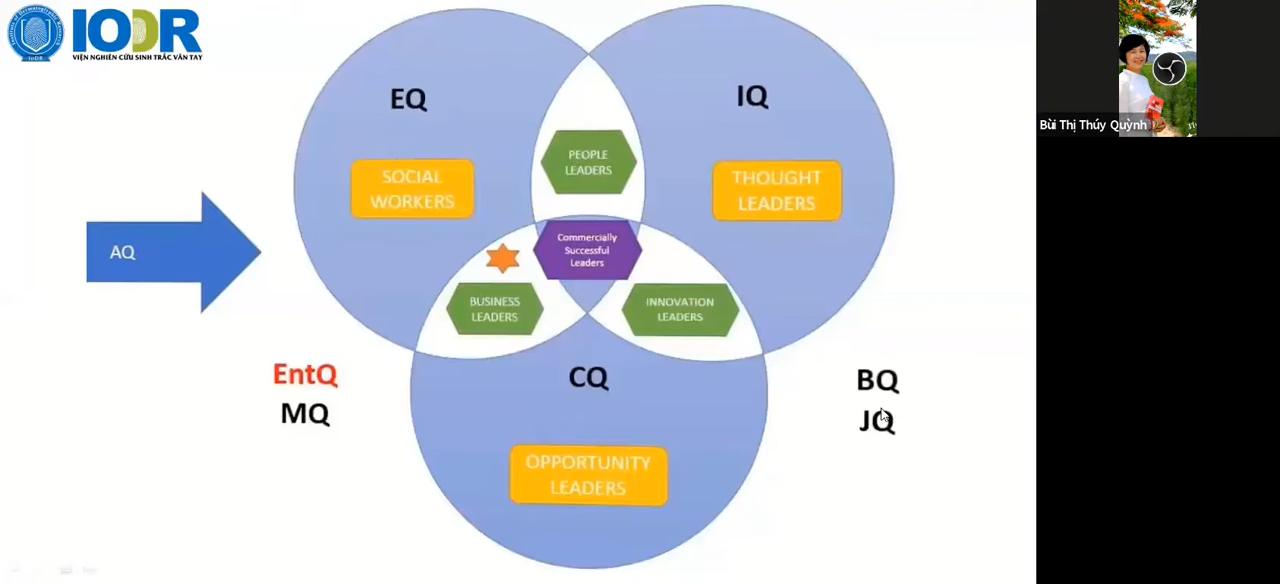 IODR
VIỆN NGHIÊN CỨU SINH TRẮC VÂN TAY
IoDR
EQ
IQ
PEOPLE
LEADERS
SOCIAL
WORKERS
THOUGHT
LEADERS
AQ
Commercially
Successful
Leaders
BUSINESS
LEADERS
INNOVATION
LEADERS
EntQ
MQ
CQ
BQ
JQ
OPPORTUNITY
LEADERS
Bùi Thị Thúy Quỳnh